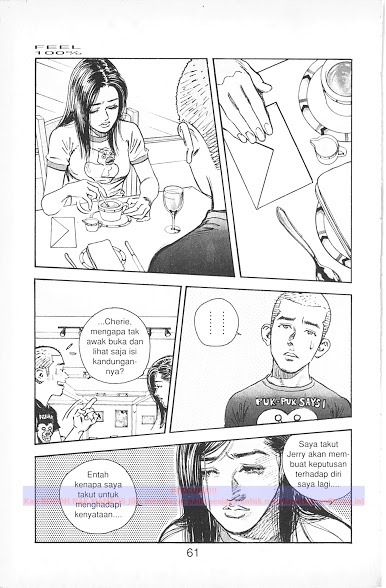 FEEL
100%
...Cherie,
mengapa tak
awak buka dan
lihat saja isi
kandungan-
nya?
......
PUK-PUK SAYS!
Saya takut
Jerry akan mem-
buat keputusan
terhadap diri
saya lagi....
Entah
kenapa saya
takut untuk
menghadapi
kenyataan....
61